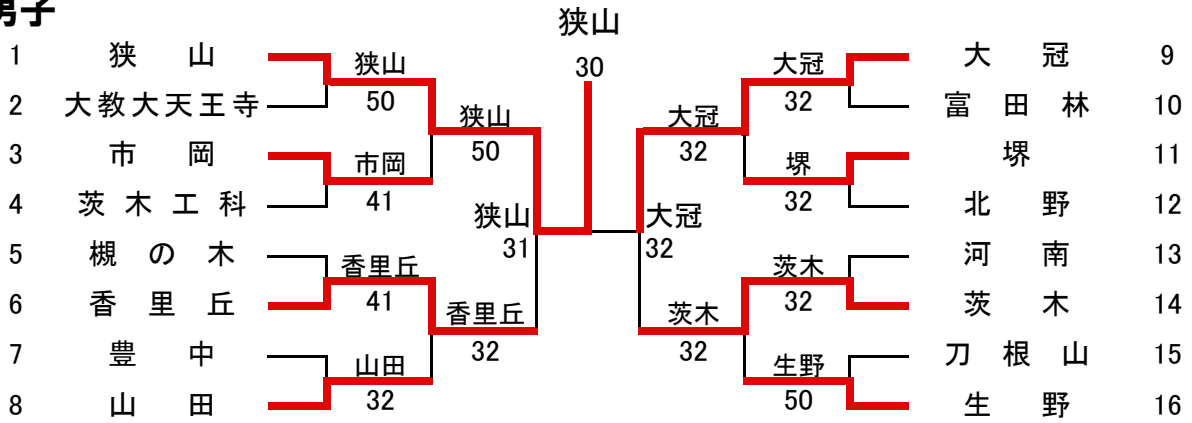 男子
狭山
30
1 狭山
2 大教大天王寺
3 市岡
4 茨木工科
5 槻の木
6 香里丘
7 豊中
8 山田
狭山
50
市岡
41
香里丘
41
山田
32
狭山
50
香里丘
32
狭山
31
大冠
32
大冠
32
茨木
32
大冠
32
堺
32
茨木
32
生野
50
大冠 9
富田林 10
堺 11
北野 12
河南 13
茨木 14
刀根山 15
生野 16